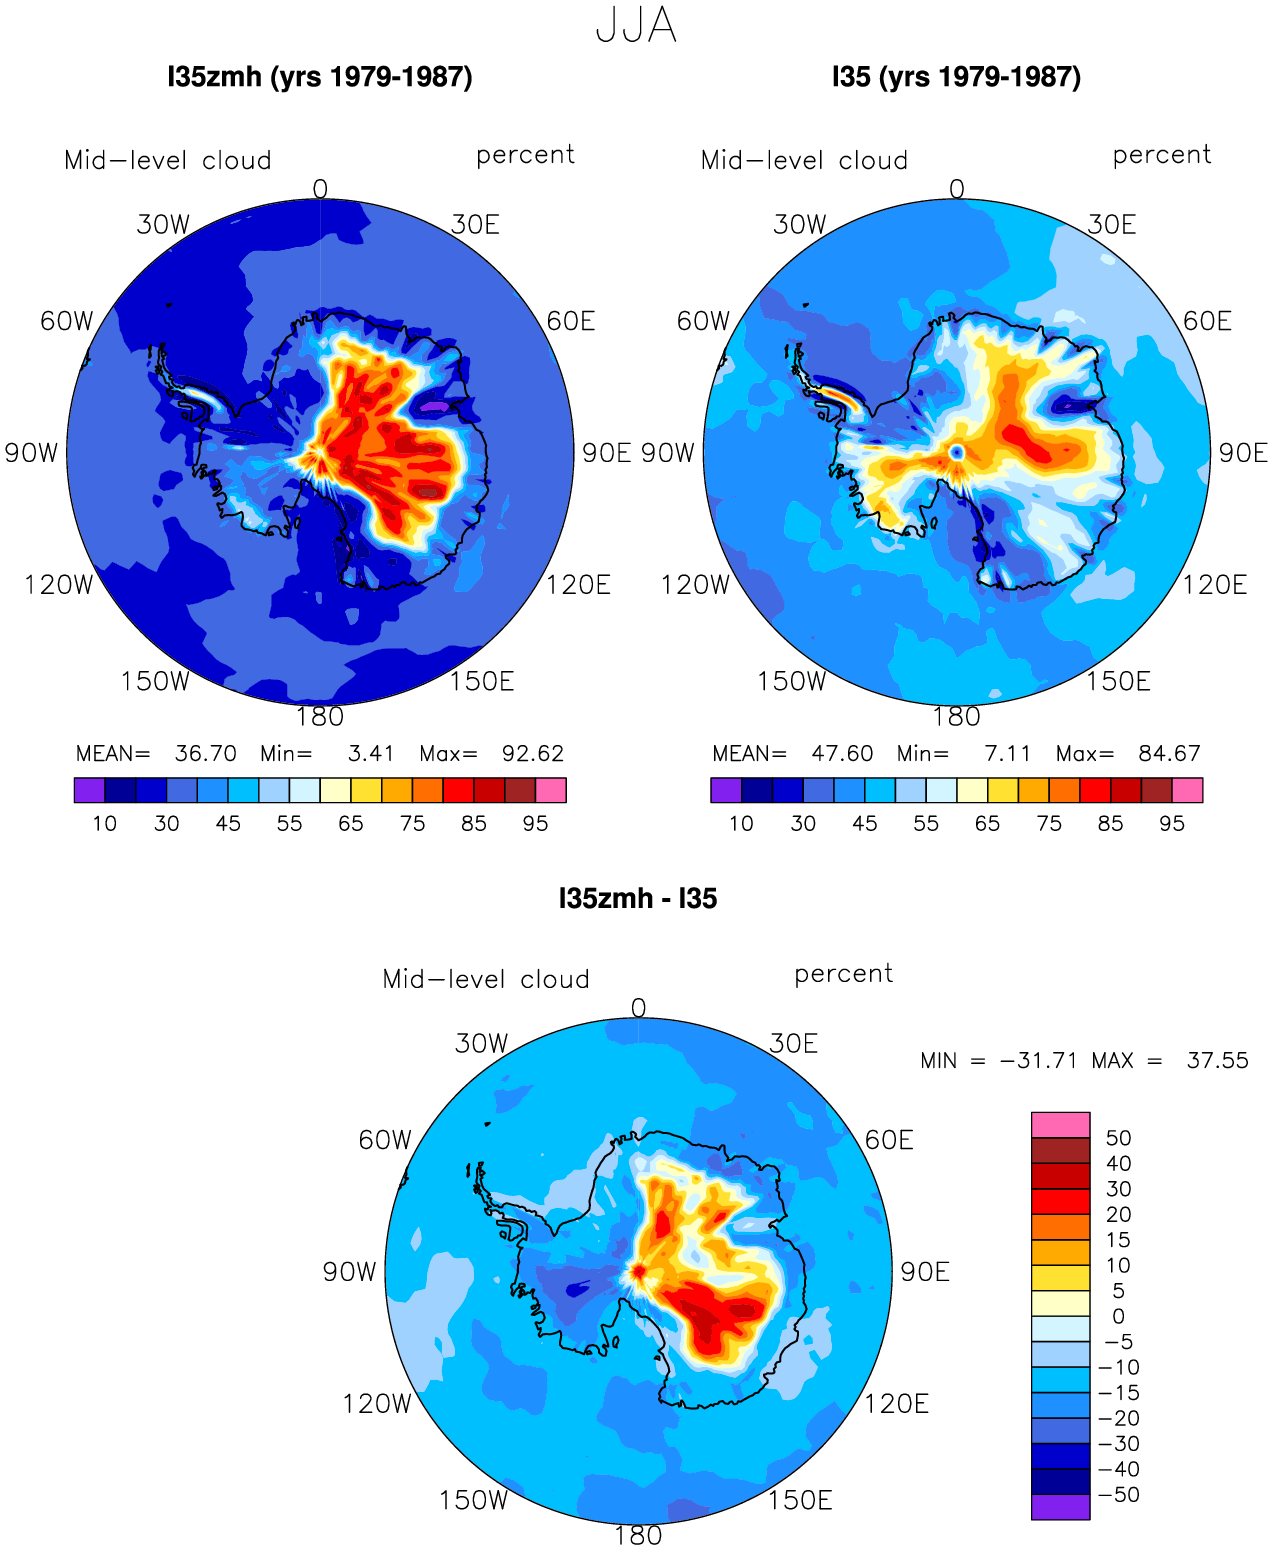 JJA
I35zmh (yrs 1979-1987)
I35 (yrs 1979-1987)
Mid-level cloud percent
0
30W 30E
60W 60E
90W 90E
120W 120E
150W 150E
180
MEAN= 36.70 Min= 3.41 Max= 92.62
10 30 45 55 65 75 85 95
Mid-level cloud percent
0
30W 30E
60W 60E
90W 90E
120W 120E
150W 150E
180
MEAN= 47.60 Min= 7.11 Max= 84.67
10 30 45 55 65 75 85 95
I35zmh - I35
Mid-level cloud percent
0
30W 30E
60W 60E
90W 90E
120W 120E
150W 150E
180
MIN = -31.71 MAX = 37.55
50
40
30
20
15
10
5
0
-5
-10
-15
-20
-30
-40
-50